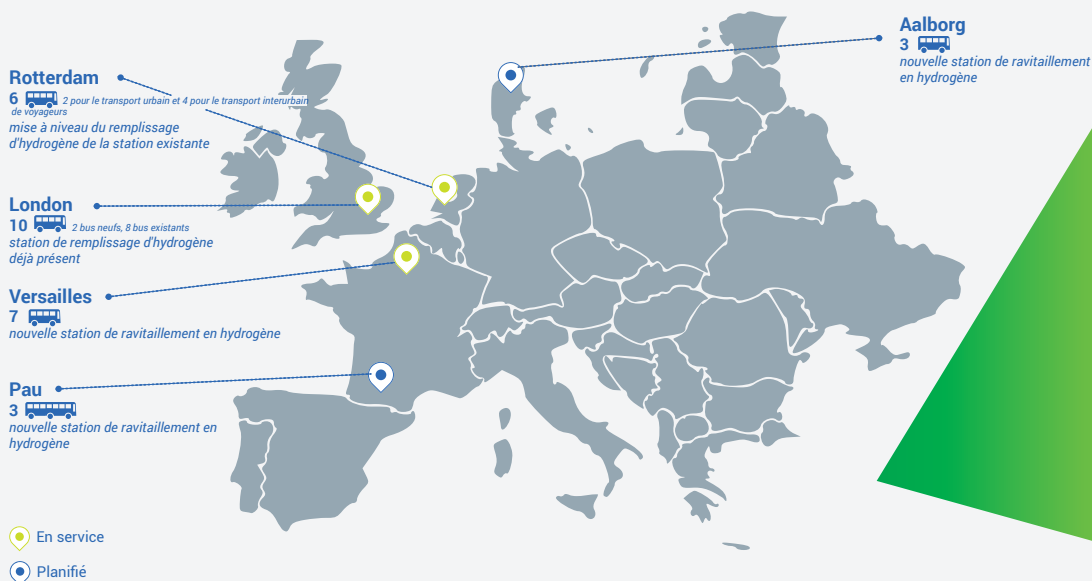 Rotterdam
6 2 pour le transport urbain et 4 pour le transport interurbain
de voyageurs
mise à niveau du remplissage
d'hydrogène de la station existante
London
10 2 bus neufs, 8 bus existants
station de remplissage d'hydrogène
déjà présent
Versailles
7
nouvelle station de ravitaillement en hydrogène
Pau
3
nouvelle station de ravitaillement en
hydrogène
Aalborg
3
nouvelle station de ravitaillement
en hydrogène
En service
Planifié